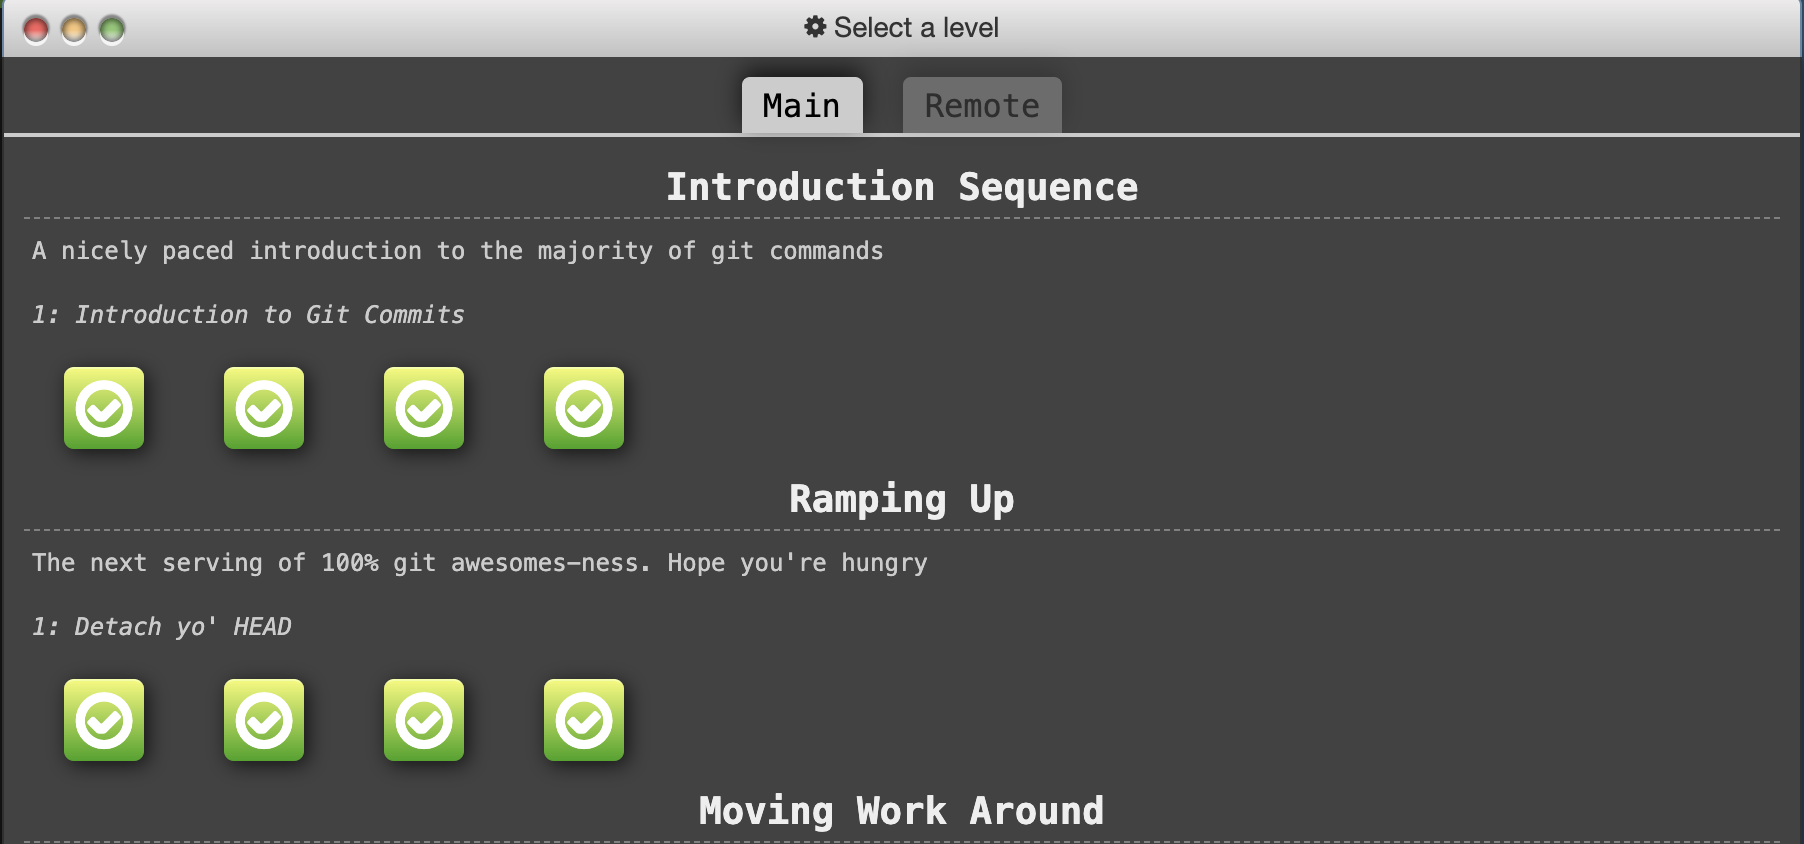 Select a level
Main
Remote
Introduction Sequence
A nicely paced introduction to the majority of git commands
1: Introduction to Git Commits
Ramping Up
The next serving of 100% git awesomes-ness. Hope you're hungry
1: Detach yo' HEAD
Moving Work Around